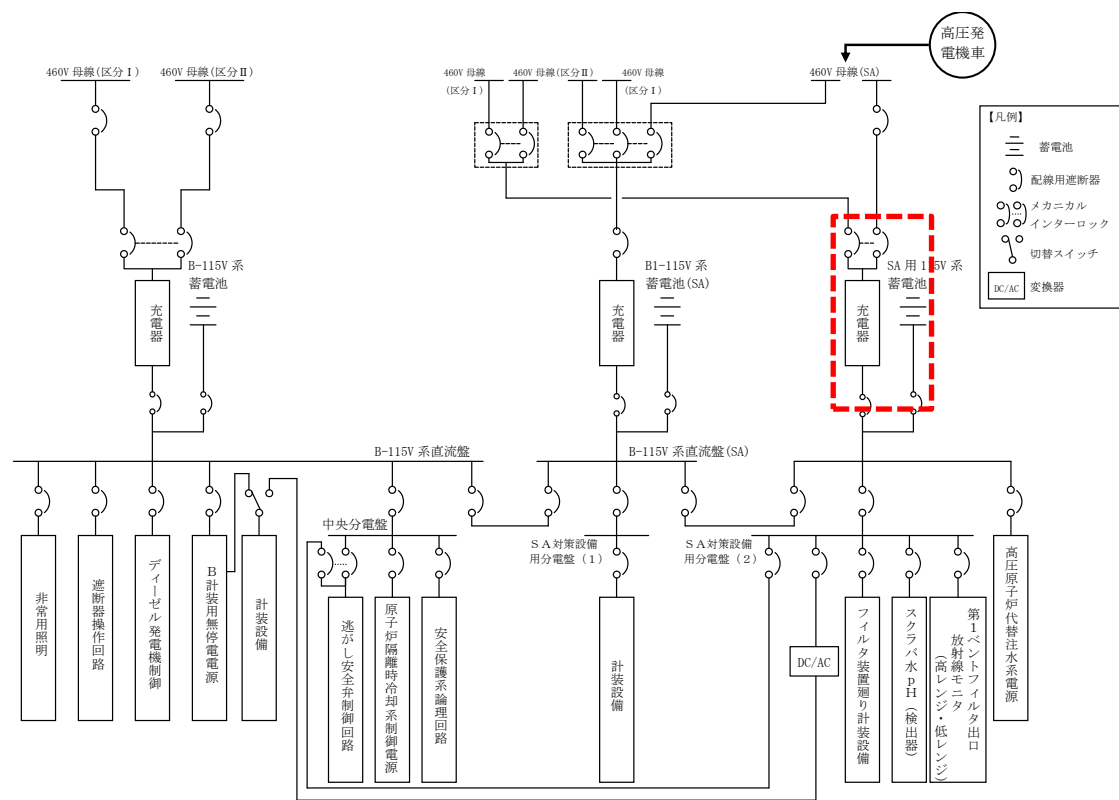 高圧発
電機車
460V 母線(区分Ⅰ)
460V 母線(区分Ⅱ)
460V 母線
(区分Ⅰ)
460V 母線(区分Ⅱ)
460V 母線
(区分Ⅰ)
460V 母線(SA)
【凡例】
蓄電池
配線用遮断器
メカニカル
インターロック
切替スイッチ
DC/AC
変換器
B-115V 系
蓄電池
充電器
B1-115V 系
蓄電池(SA)
充電器
SA 用 115V 系
蓄電池
充電器
B-115V 系直流盤
B-115V 系直流盤(SA)
中央分電盤
SA対策設備
用分電盤(1)
SA対策設備
用分電盤(2)
非常用照明
遮断器操作回路
ディーゼル発電機制御
B計装用無停電電源
計装設備
逃がし安全弁制御回路
原子炉隔離時冷却系制御電源
安全保護系論理回路
計装設備
DC/AC
フィルタ装置廻り計装設備
スクラバ水pH(検出器)
第1ベントフィルタ出口
放射線モニタ
(高レンジ・低レンジ)
高圧原子炉代替注水系電源